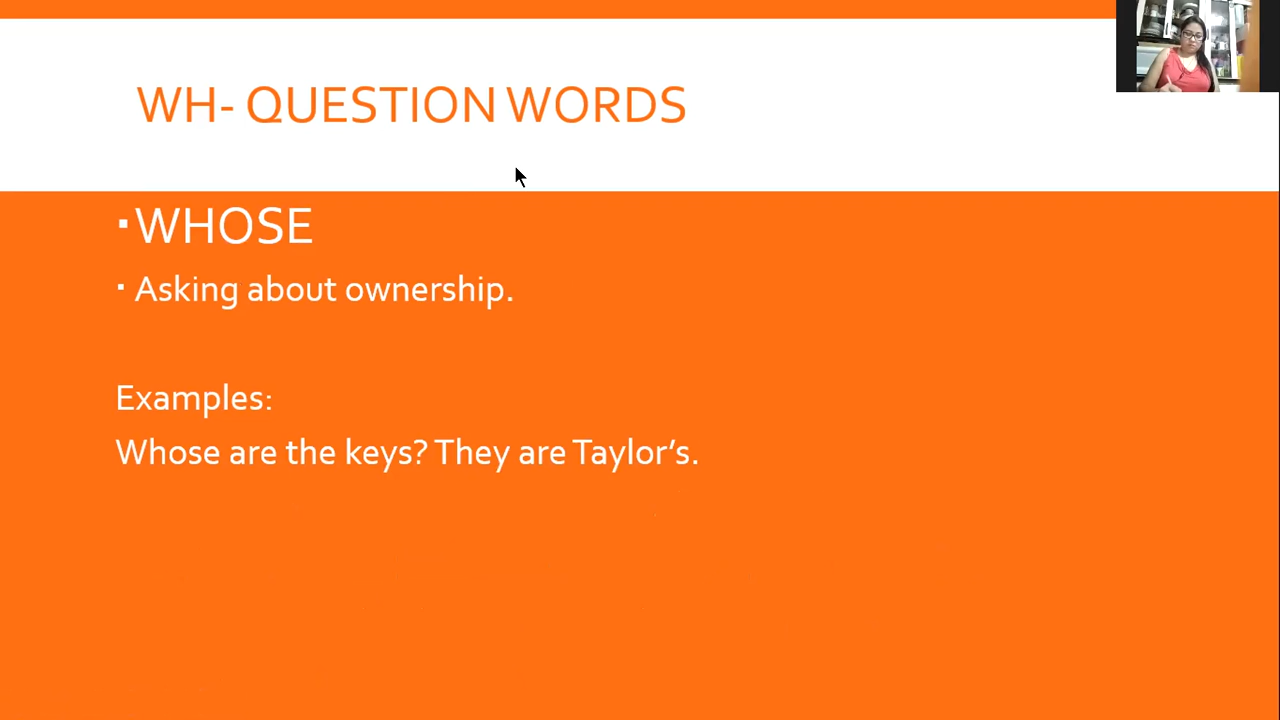 WH- QUESTION WORDS
▪WHOSE
▪ Asking about ownership.
Examples:
Whose are the keys? They are Taylor’s.